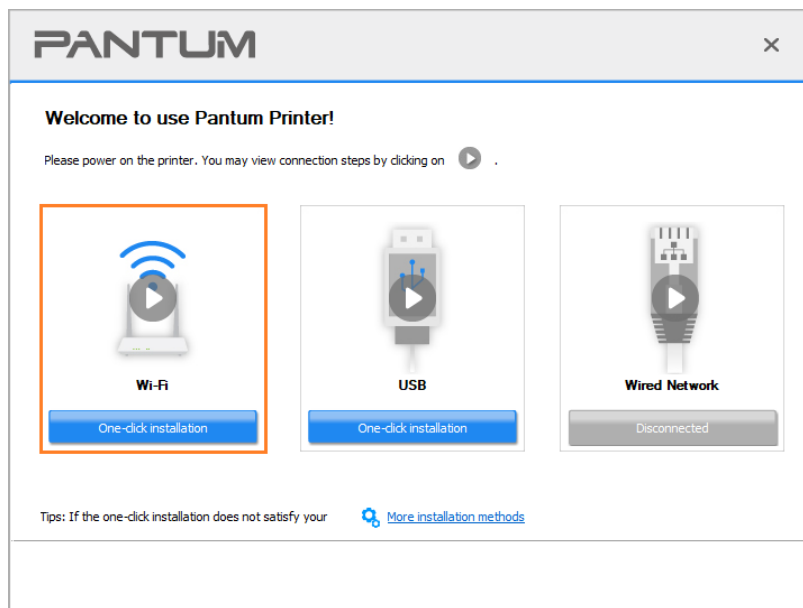 PANTUM
Welcome to use Pantum Printer!
Please power on the printer. You may view connection steps by clicking on .
Wi-Fi
USB
Wired Network
One-click installation
One-click installation
Disconnected
Tips: If the one-click installation does not satisfy your
More installation methods